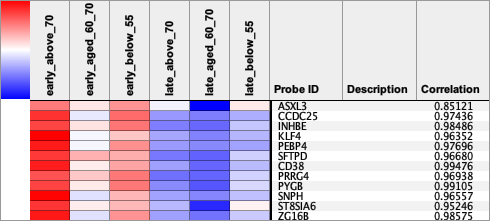 early_above_70
early_aged_60_70
early_below_55
late_above_70
late_aged_60_70
late_below_55
Probe ID Description Correlation
ASXL3 0.85121
CCDC25 0.97436
INHBE 0.98486
KLF4 0.96352
PEBP4 0.97696
SFTPD 0.96680
CD38 0.99476
PRRG4 0.96938
PYGB 0.99105
SNPH 0.96557
ST8SIA6 0.95246
ZG16B 0.98575